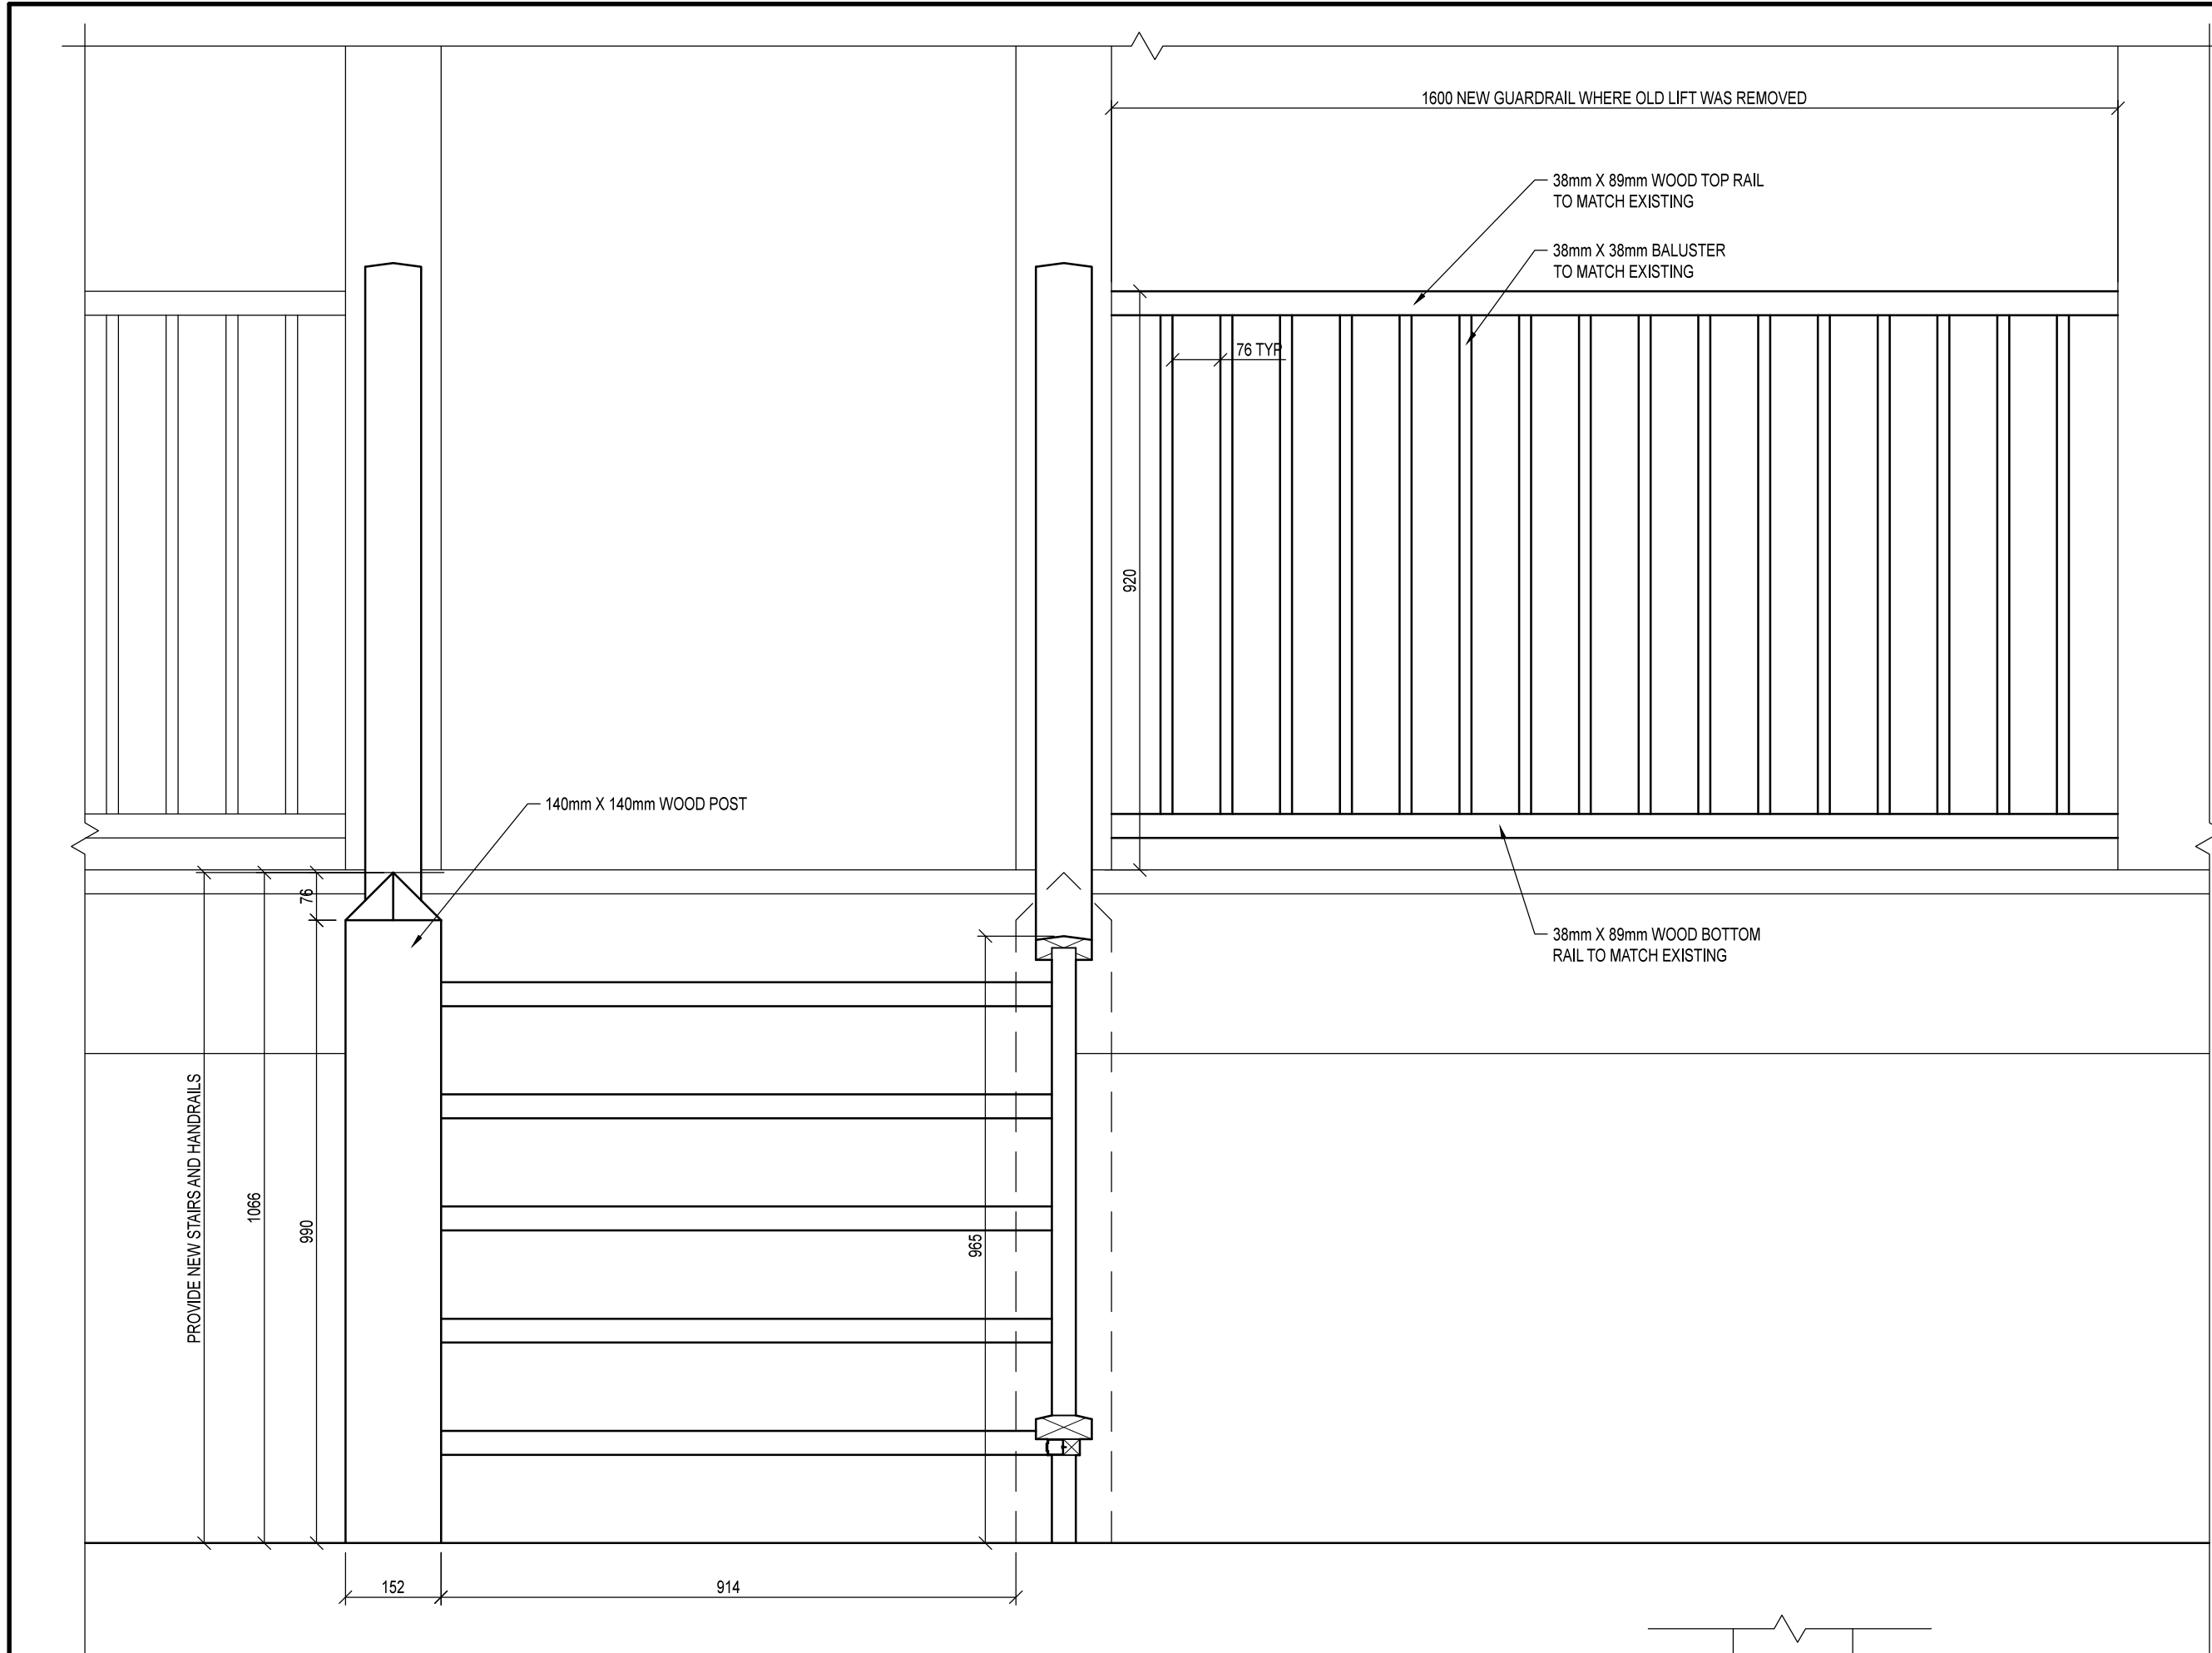 1600 NEW GUARDRAIL WHERE OLD LIFT WAS REMOVED
38mm X 89mm WOOD TOP RAIL
TO MATCH EXISTING
38mm X 38mm BALUSTER
TO MATCH EXISTING
76 TYP
920
140mm X 140mm WOOD POST
76
38mm X 89mm WOOD BOTTOM
RAIL TO MATCH EXISTING
PROVIDE NEW STAIRS AND HANDRAILS
1066
990
965
152
914